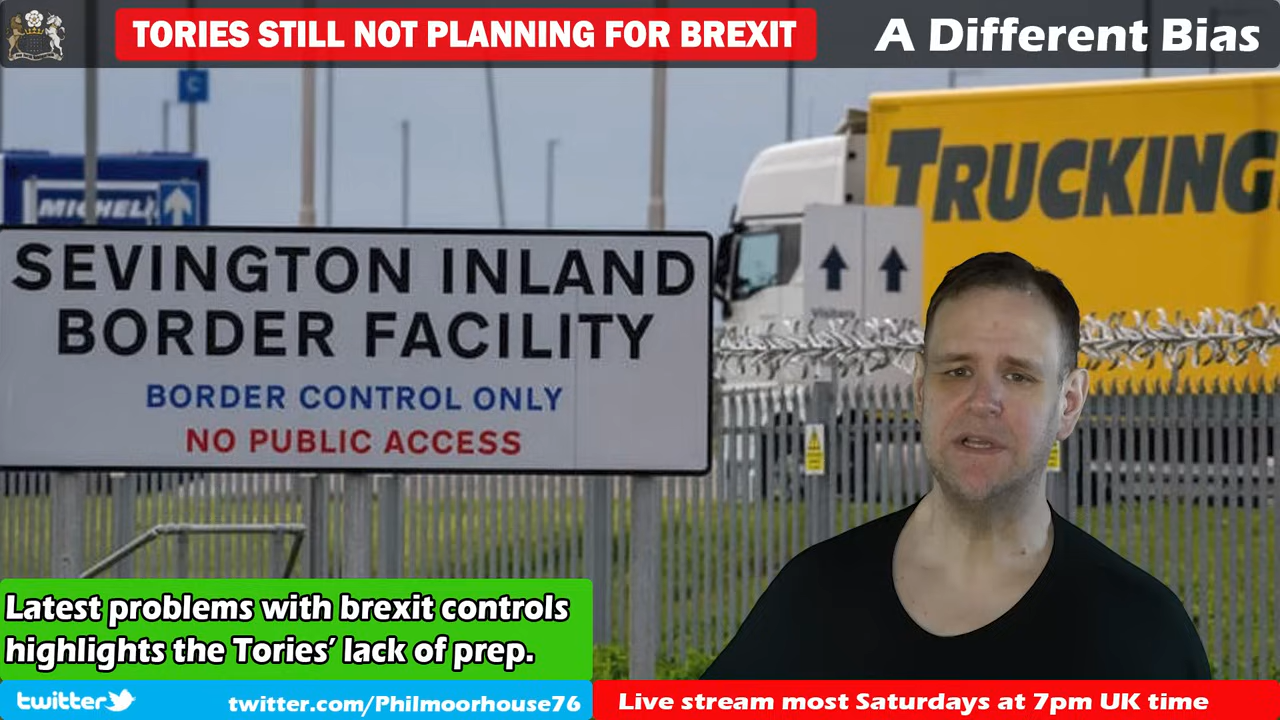 TORIES STILL NOT PLANNING FOR BREXIT
A Different Bias
C
TRUCKING
MICHEL
SEVINGTON INLAND
BORDER FACILITY
BORDER CONTROL ONLY
NO PUBLIC ACCESS
Visitors
Latest problems with brexit controls
highlights the Tories' lack of prep.
twitter
twitter.com/Philmoorhouse76
Live stream most Saturdays at 7pm UK time